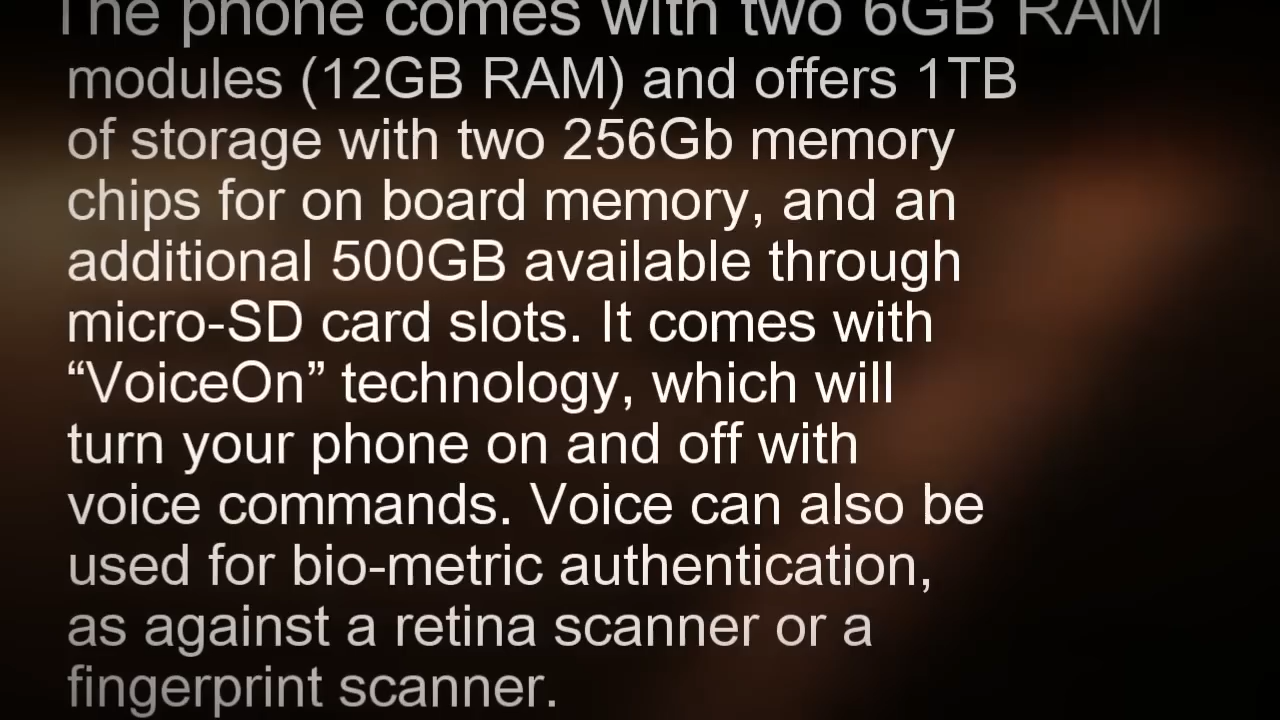 The phone comes with two 6GB RAM
modules (12GB RAM) and offers 1TB
of storage with two 256Gb memory
chips for on board memory, and an
additional 500GB available through
micro-SD card slots. It comes with
“VoiceOn” technology, which will
turn your phone on and off with
voice commands. Voice can also be
used for bio-metric authentication,
as against a retina scanner or a
fingerprint scanner.